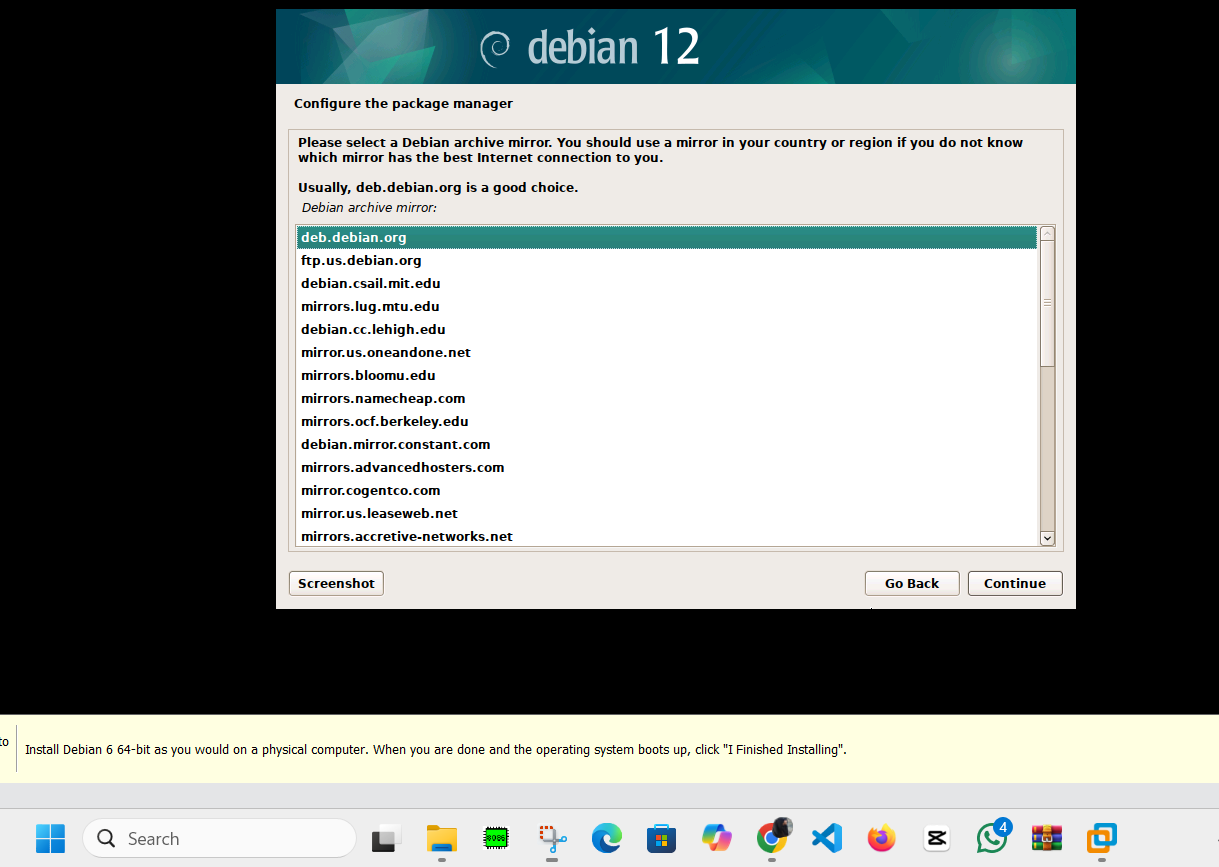 debian 12
Configure the package manager
Please select a Debian archive mirror. You should use a mirror in your country or region if you do not know
which mirror has the best Internet connection to you.
Usually, deb.debian.org is a good choice.
Debian archive mirror:
deb.debian.org
ftp.us.debian.org
debian.csail.mit.edu
mirrors.lug.mtu.edu
debian.cc.lehigh.edu
mirror.us.oneandone.net
mirrors.bloomu.edu
mirrors.namecheap.com
mirrors.ocf.berkeley.edu
debian.mirror.constant.com
mirrors.advancedhosters.com
mirror.cogentco.com
mirror.us.leaseweb.net
mirrors.accretive-networks.net
Screenshot
Go Back
Continue
to
Install Debian 6 64-bit as you would on a physical computer. When you are done and the operating system boots up, click "I Finished Installing".
Search
8086
4